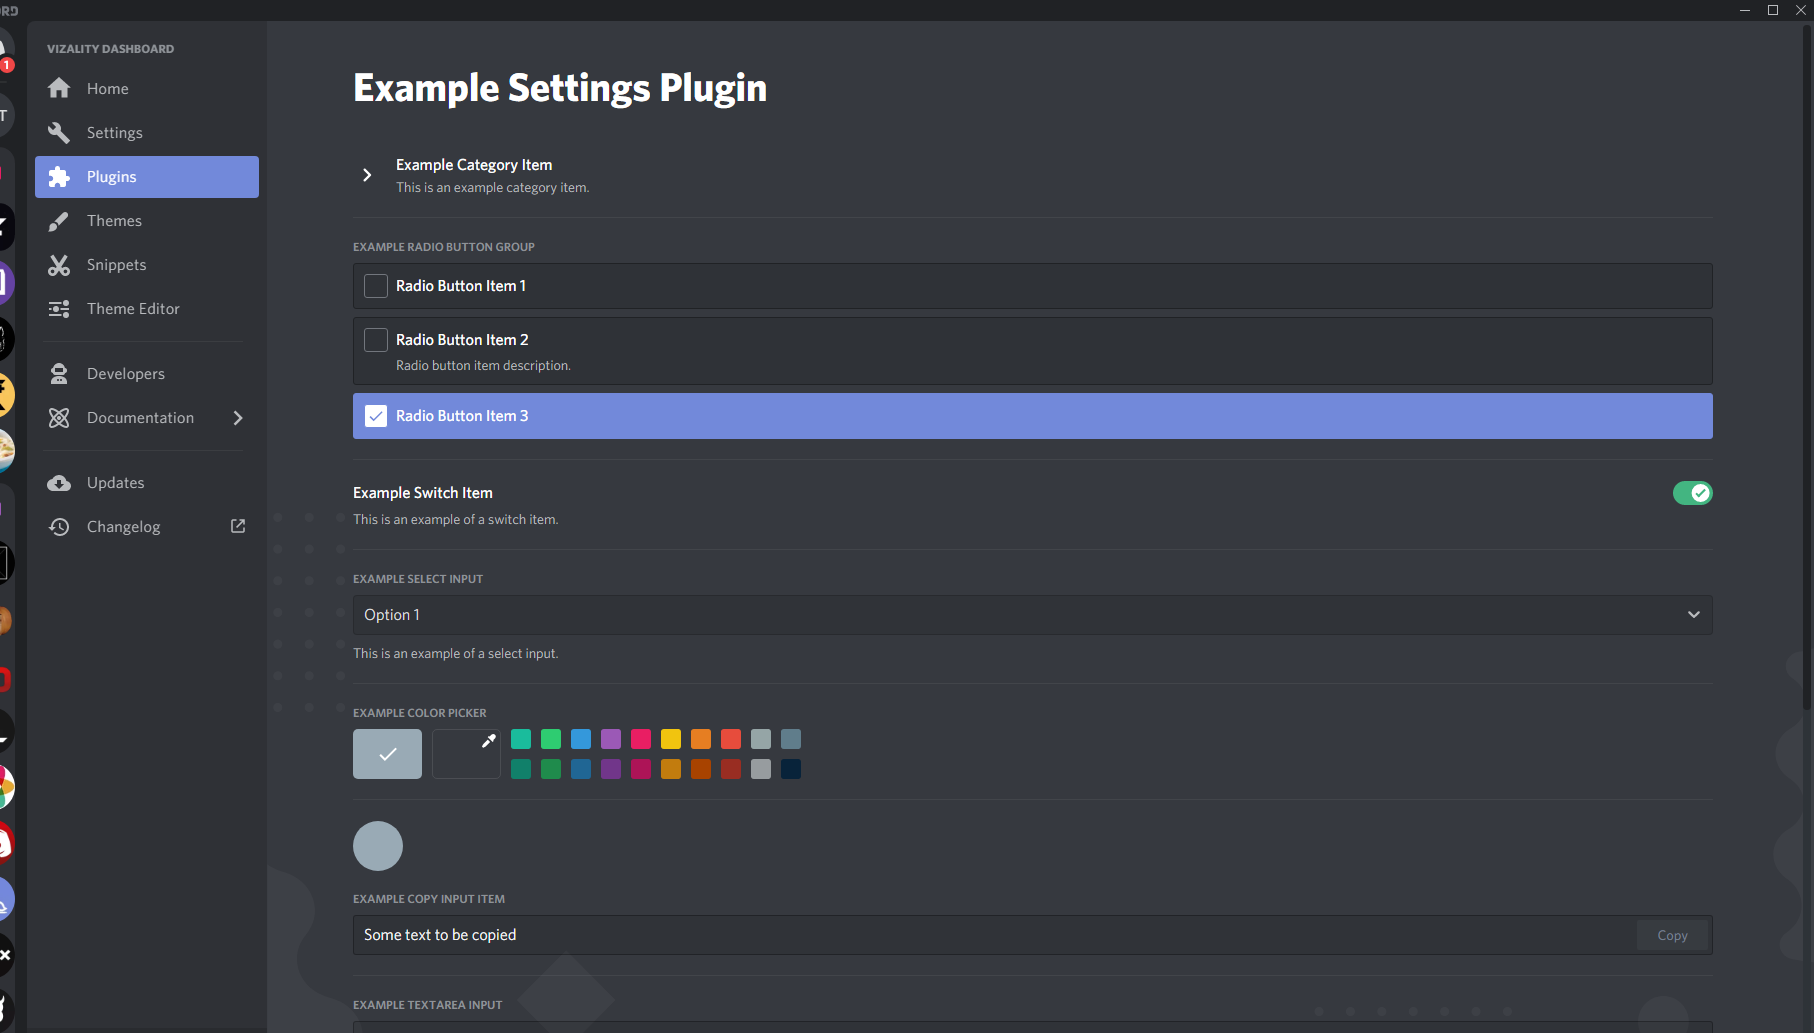 1
T
VIZALITY DASHBOARD
Home
Settings
Plugins
Themes
Snippets
Theme Editor
Developers
Documentation
Updates
Changelog
Example Settings Plugin
Example Category Item
This is an example category item.
EXAMPLE RADIO BUTTON GROUP
Radio Button Item 1
Radio Button Item 2
Radio button item description.
Radio Button Item 3
Example Switch Item
This is an example of a switch item.
EXAMPLE SELECT INPUT
Option 1
This is an example of a select input.
EXAMPLE COLOR PICKER
EXAMPLE COPY INPUT ITEM
Some text to be copied
Copy
EXAMPLE TEXTAREA INPUT